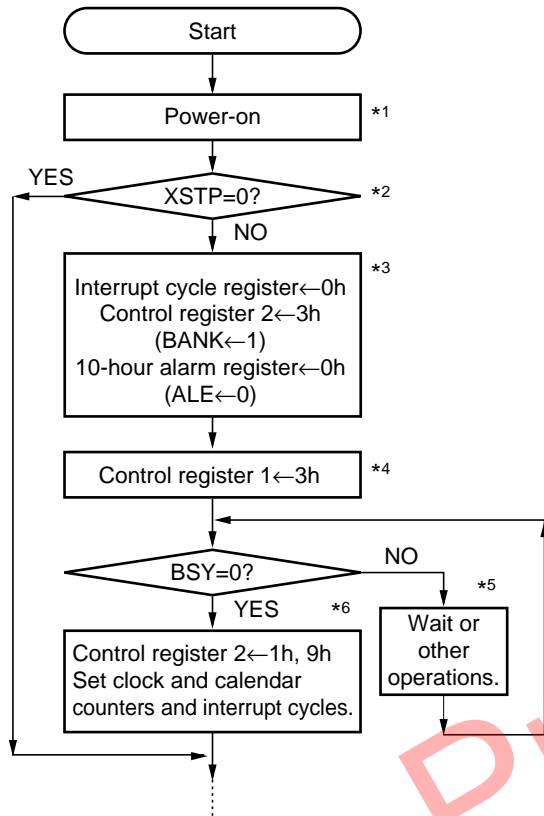 Start
Power-on
*1
YES
XSTP=0?
*2
NO
*3
Interrupt cycle register←0h
Control register 2←3h
(BANK←1)
10-hour alarm register←0h
(ALE←0)
Control register 1←3h
*4
BSY=0?
NO
YES
*6
*5
Wait or
other
operations.
Control register 2←1h, 9h
Set clock and calendar
counters and interrupt cycles.